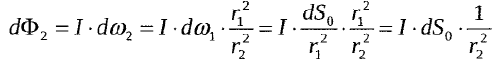 dΦ₂ = I · dω₂ = I · dω₁ · r₁²/r₂² = I · dS₀/r₁² · r₁²/r₂² = I · dS₀ · 1/r₂²